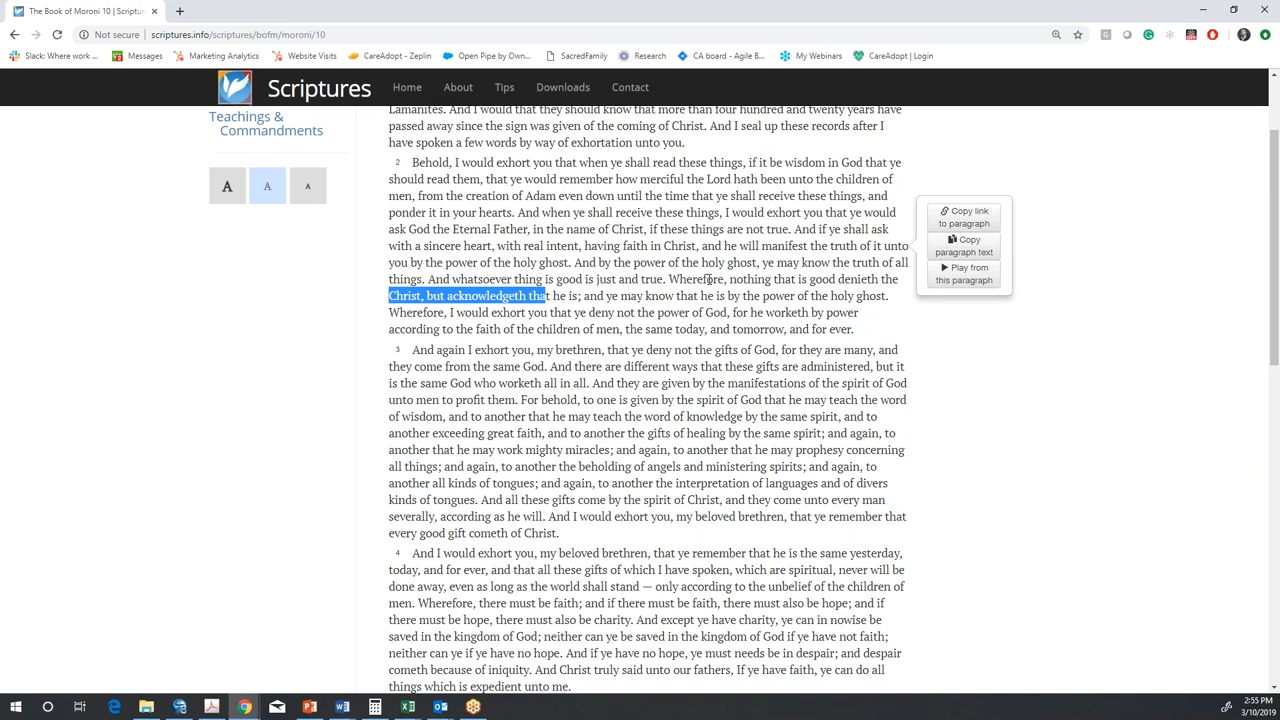 The Book of Moroni 10 | Scriptur
Not secure | scriptures.info/scriptures/bofm/moroni/10
Slack: Where work ...
Messages
Marketing Analytics
Website Visits
CareAdopt - Zeplin
Open Pipe by Own...
SacredFamily
Research
CA board - Agile B...
My Webinars
CareAdopt | Login
Scriptures
Home
About
Tips
Downloads
Contact
Teachings &
Commandments
A
A
A
Lamanites. And I would that they should know that more than four hundred and twenty years have
passed away since the sign was given of the coming of Christ. And I seal up these records after I
have spoken a few words by way of exhortation unto you.
2 Behold, I would exhort you that when ye shall read these things, if it be wisdom in God that ye
should read them, that ye would remember how merciful the Lord hath been unto the children of
men, from the creation of Adam even down until the time that ye shall receive these things, and
ponder it in your hearts. And when ye shall receive these things, I would exhort you that ye would
ask God the Eternal Father, in the name of Christ, if these things are not true. And if ye shall ask
with a sincere heart, with real intent, having faith in Christ, and he will manifest the truth of it unto
you by the power of the holy ghost. And by the power of the holy ghost, ye may know the truth of all
things. And whatsoever thing is good is just and true. Wherefore, nothing that is good denieth the
Christ, but acknowledgeth that he is; and ye may know that he is by the power of the holy ghost.
Wherefore, I would exhort you that ye deny not the power of God, for he worketh by power
according to the faith of the children of men, the same today, and tomorrow, and for ever.
3 And again I exhort you, my brethren, that ye deny not the gifts of God, for they are many, and
they come from the same God. And there are different ways that these gifts are administered, but it
is the same God who worketh all in all. And they are given by the manifestations of the spirit of God
unto men to profit them. For behold, to one is given by the spirit of God that he may teach the word
of wisdom, and to another that he may teach the word of knowledge by the same spirit, and to
another exceeding great faith, and to another the gifts of healing by the same spirit; and again, to
another that he may work mighty miracles; and again, to another that he may prophesy concerning
all things; and again, to another the beholding of angels and ministering spirits; and again, to
another all kinds of tongues; and again, to another the interpretation of languages and of divers
kinds of tongues. And all these gifts come by the spirit of Christ, and they come unto every man
severally, according as he will. And I would exhort you, my beloved brethren, that ye remember that
every good gift cometh of Christ.
4 And I would exhort you, my beloved brethren, that ye remember that he is the same yesterday,
today, and for ever, and that all these gifts of which I have spoken, which are spiritual, never will be
done away, even as long as the world shall stand — only according to the unbelief of the children of
men. Wherefore, there must be faith; and if there must be faith, there must also be hope; and if
there must be hope, there must also be charity. And except ye have charity, ye can in nowise be
saved in the kingdom of God; neither can ye be saved in the kingdom of God if ye have not faith;
neither can ye if ye have no hope. And if ye have no hope, ye must needs be in despair; and despair
cometh because of iniquity. And Christ truly said unto our fathers, If ye have faith, ye can do all
things which is expedient unto me.
Copy link
to paragraph
Copy
paragraph text
Play from
this paragraph
2:55 PM
3/10/2019